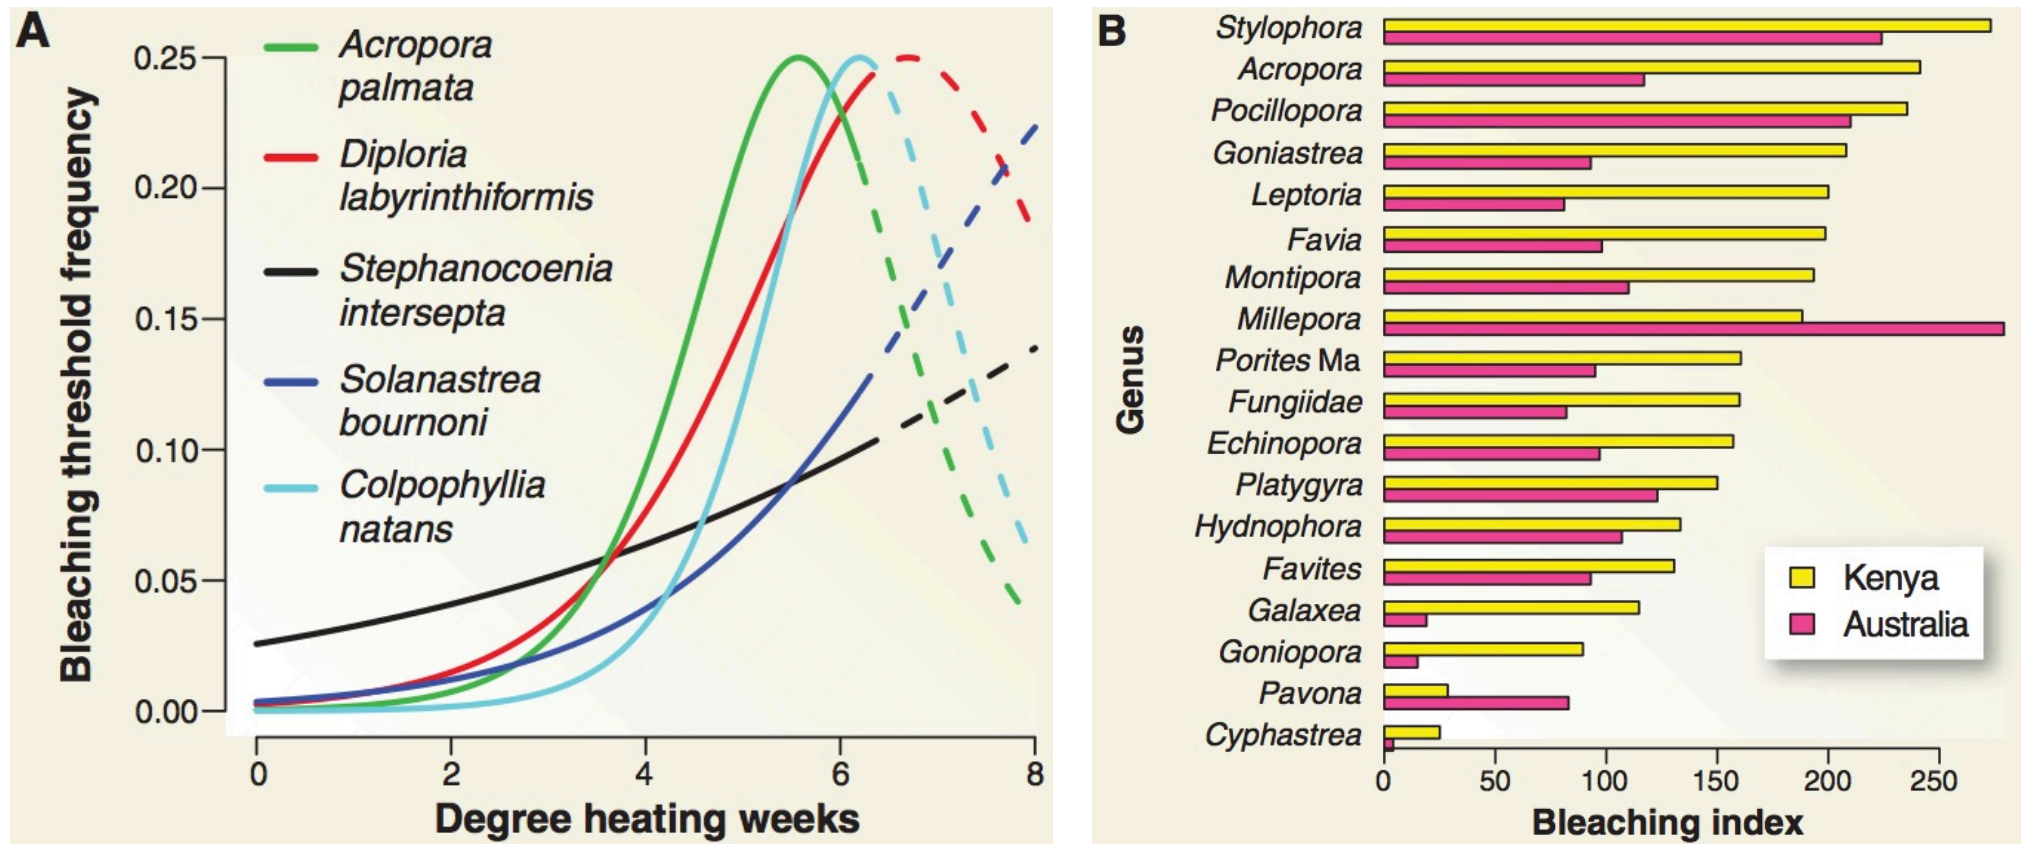 A
Bleaching threshold frequency
0.25
0.20
0.15
0.10
0.05
0.00
Acropora
palmata
Diploria
labyrinthiformis
Stephanocoenia
intersepta
Solanastrea
bournoni
Colpophyllia
natans
0 2 4 6 8
Degree heating weeks
B
Genus
Stylophora
Acropora
Pocillopora
Goniastrea
Leptoria
Favia
Montipora
Millepora
Porites Ma
Fungiidae
Echinopora
Platygyra
Hydnophora
Favites
Galaxea
Goniopora
Pavona
Cyphastrea
Kenya
Australia
0 50 100 150 200 250
Bleaching index